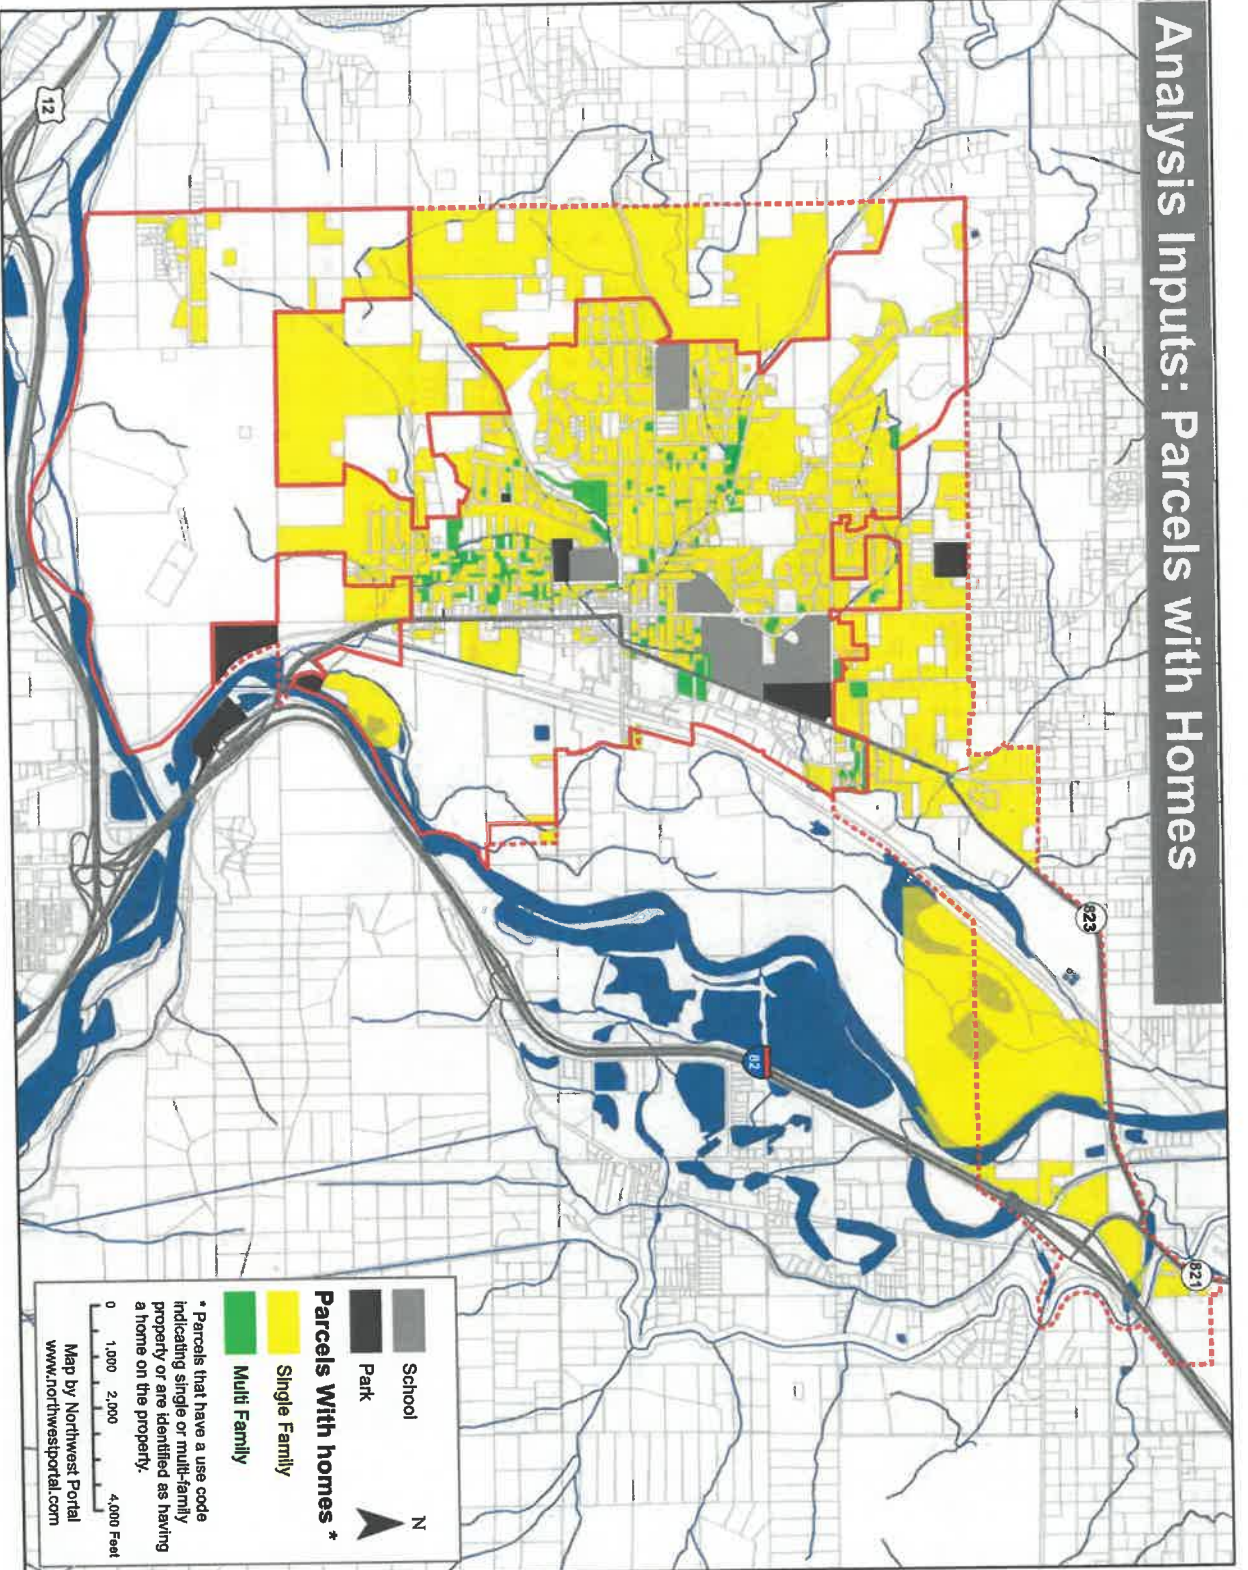 Analysis Inputs: Parcels with Homes
12
823
82
821
N
School
Park
Parcels With homes *
Single Family
Multi Family
* Parcels that have a use code
indicating single or multi-family
property or are identified as having
a home on the property.
0 1,000 2,000 4,000 Feet
Map by Northwest Portal
www.northwestportal.com